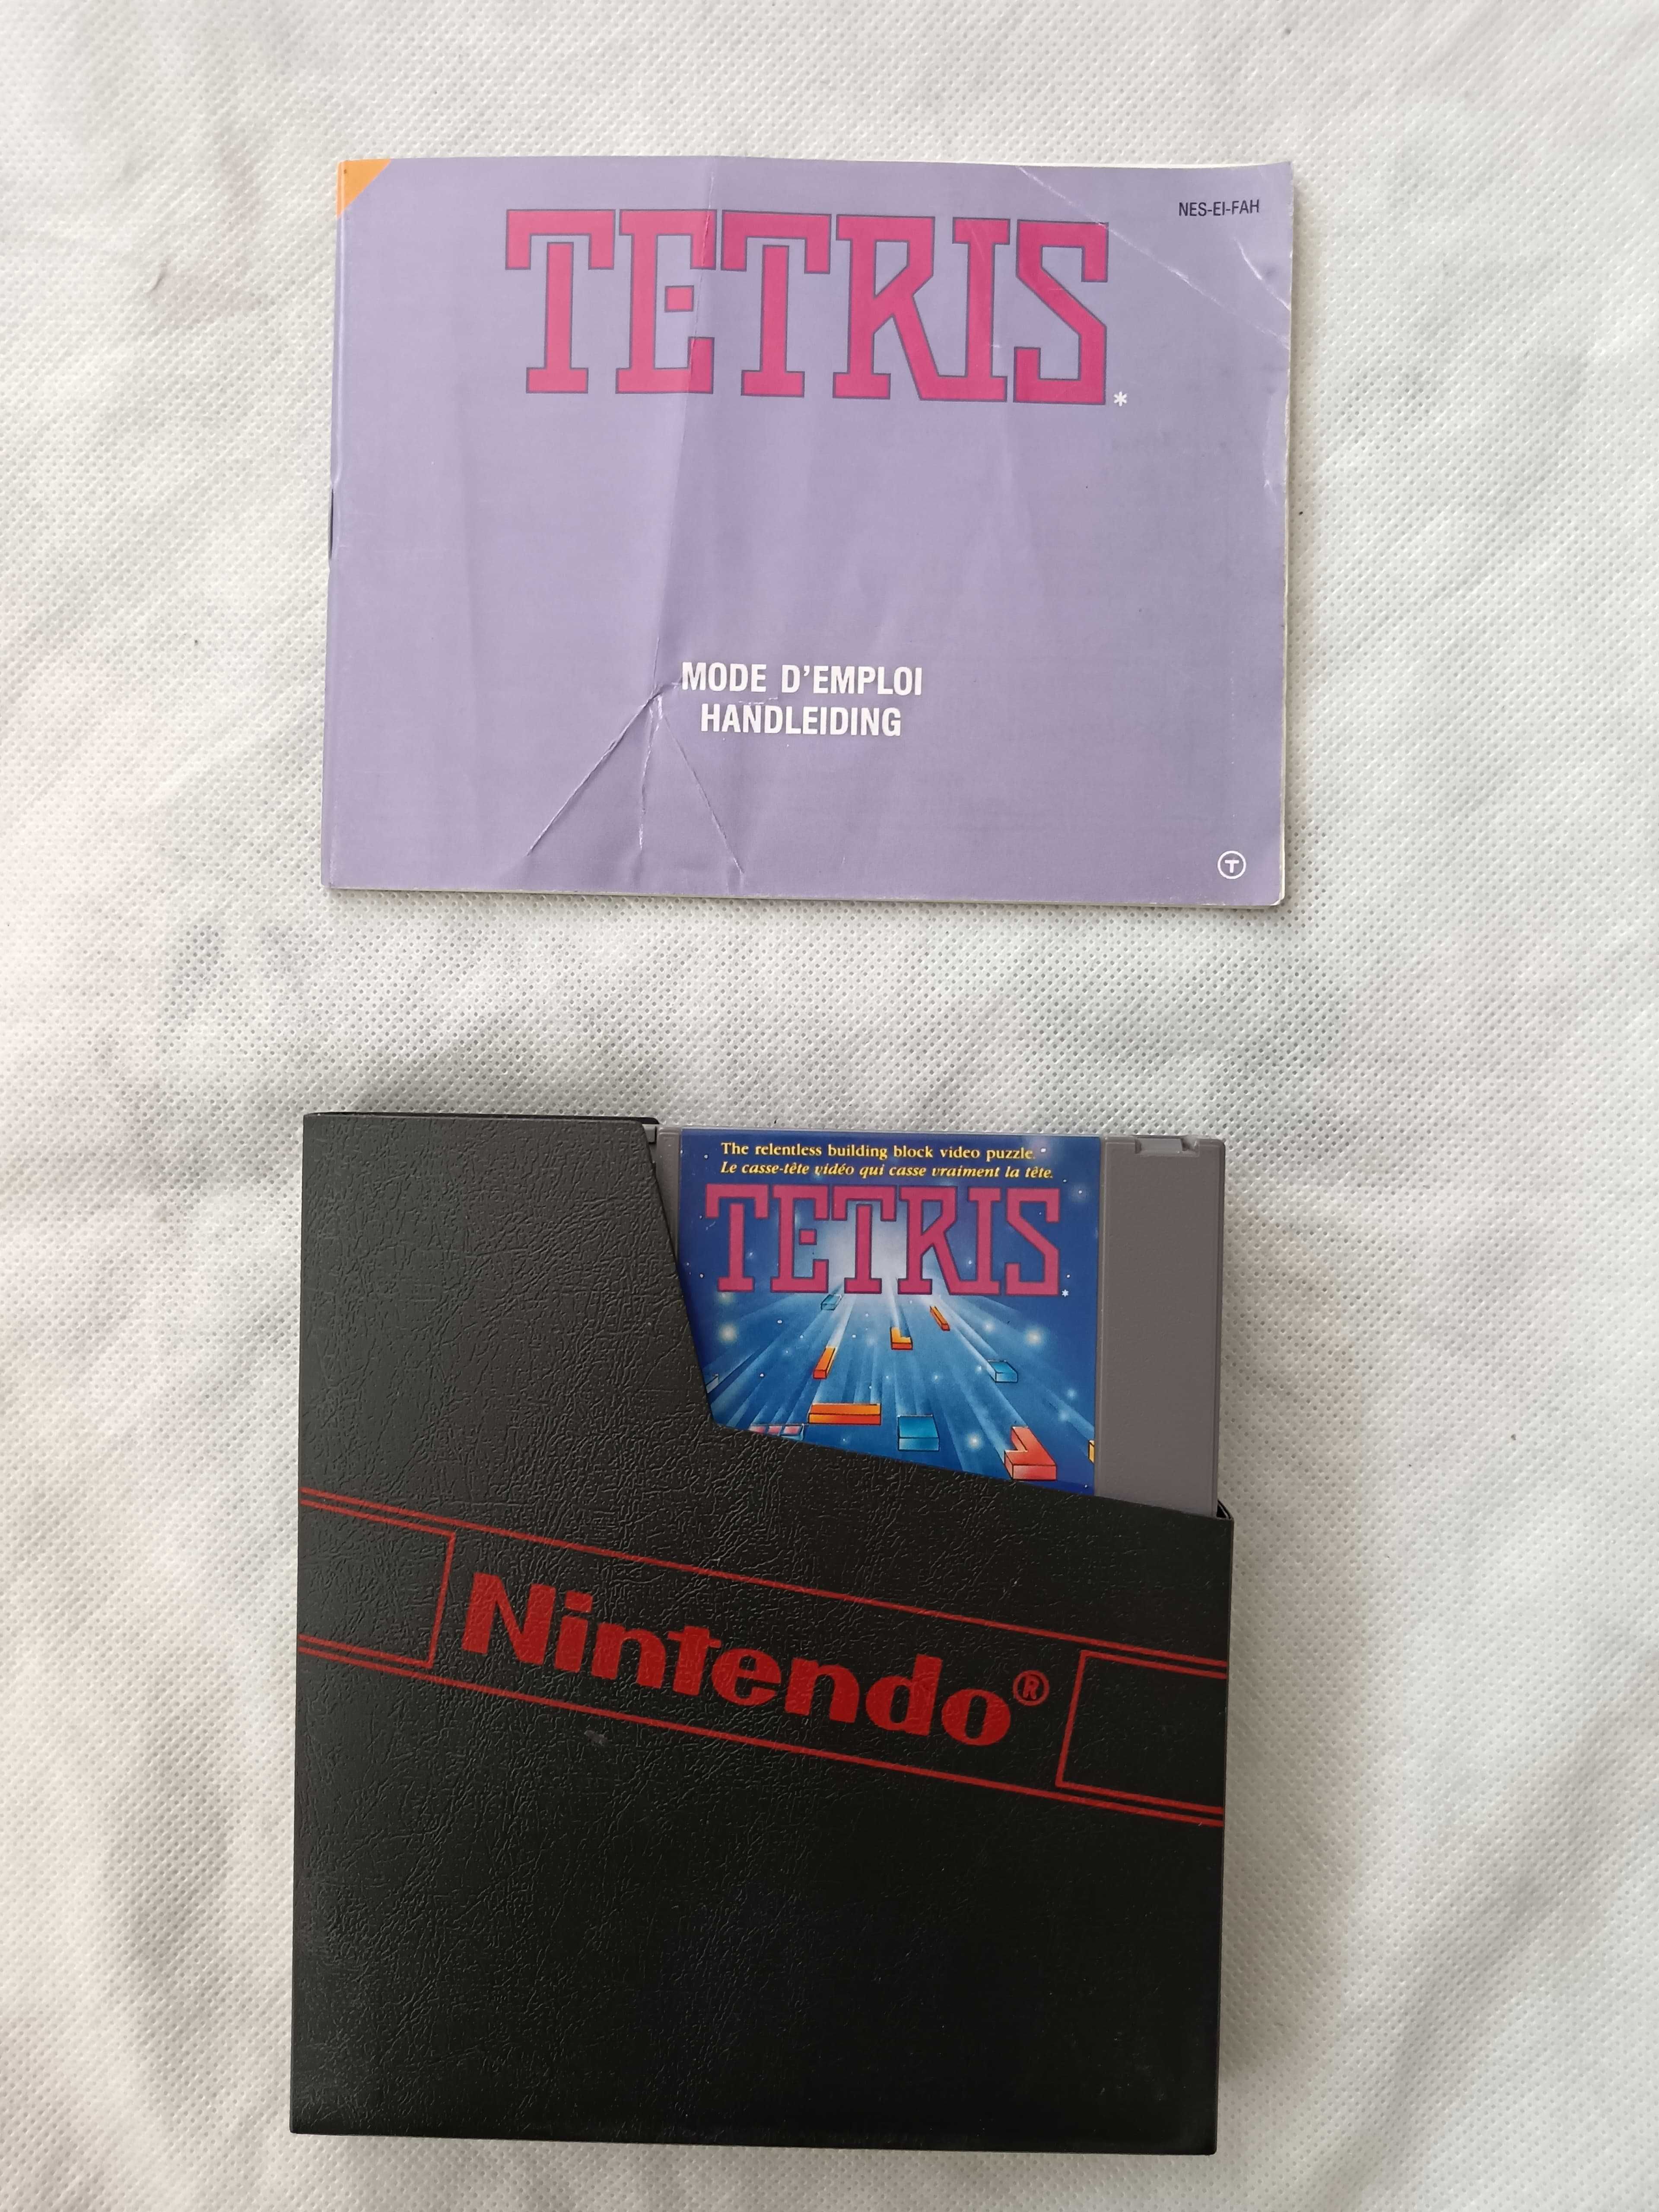 NES-EI-FAH
TETRIS*
MODE D'EMPLOI
HANDLEIDING
T
The relentless building block video puzzle.
Le casse-tête vidéo qui casse vraiment la tête.
TETRIS*
Nintendo®